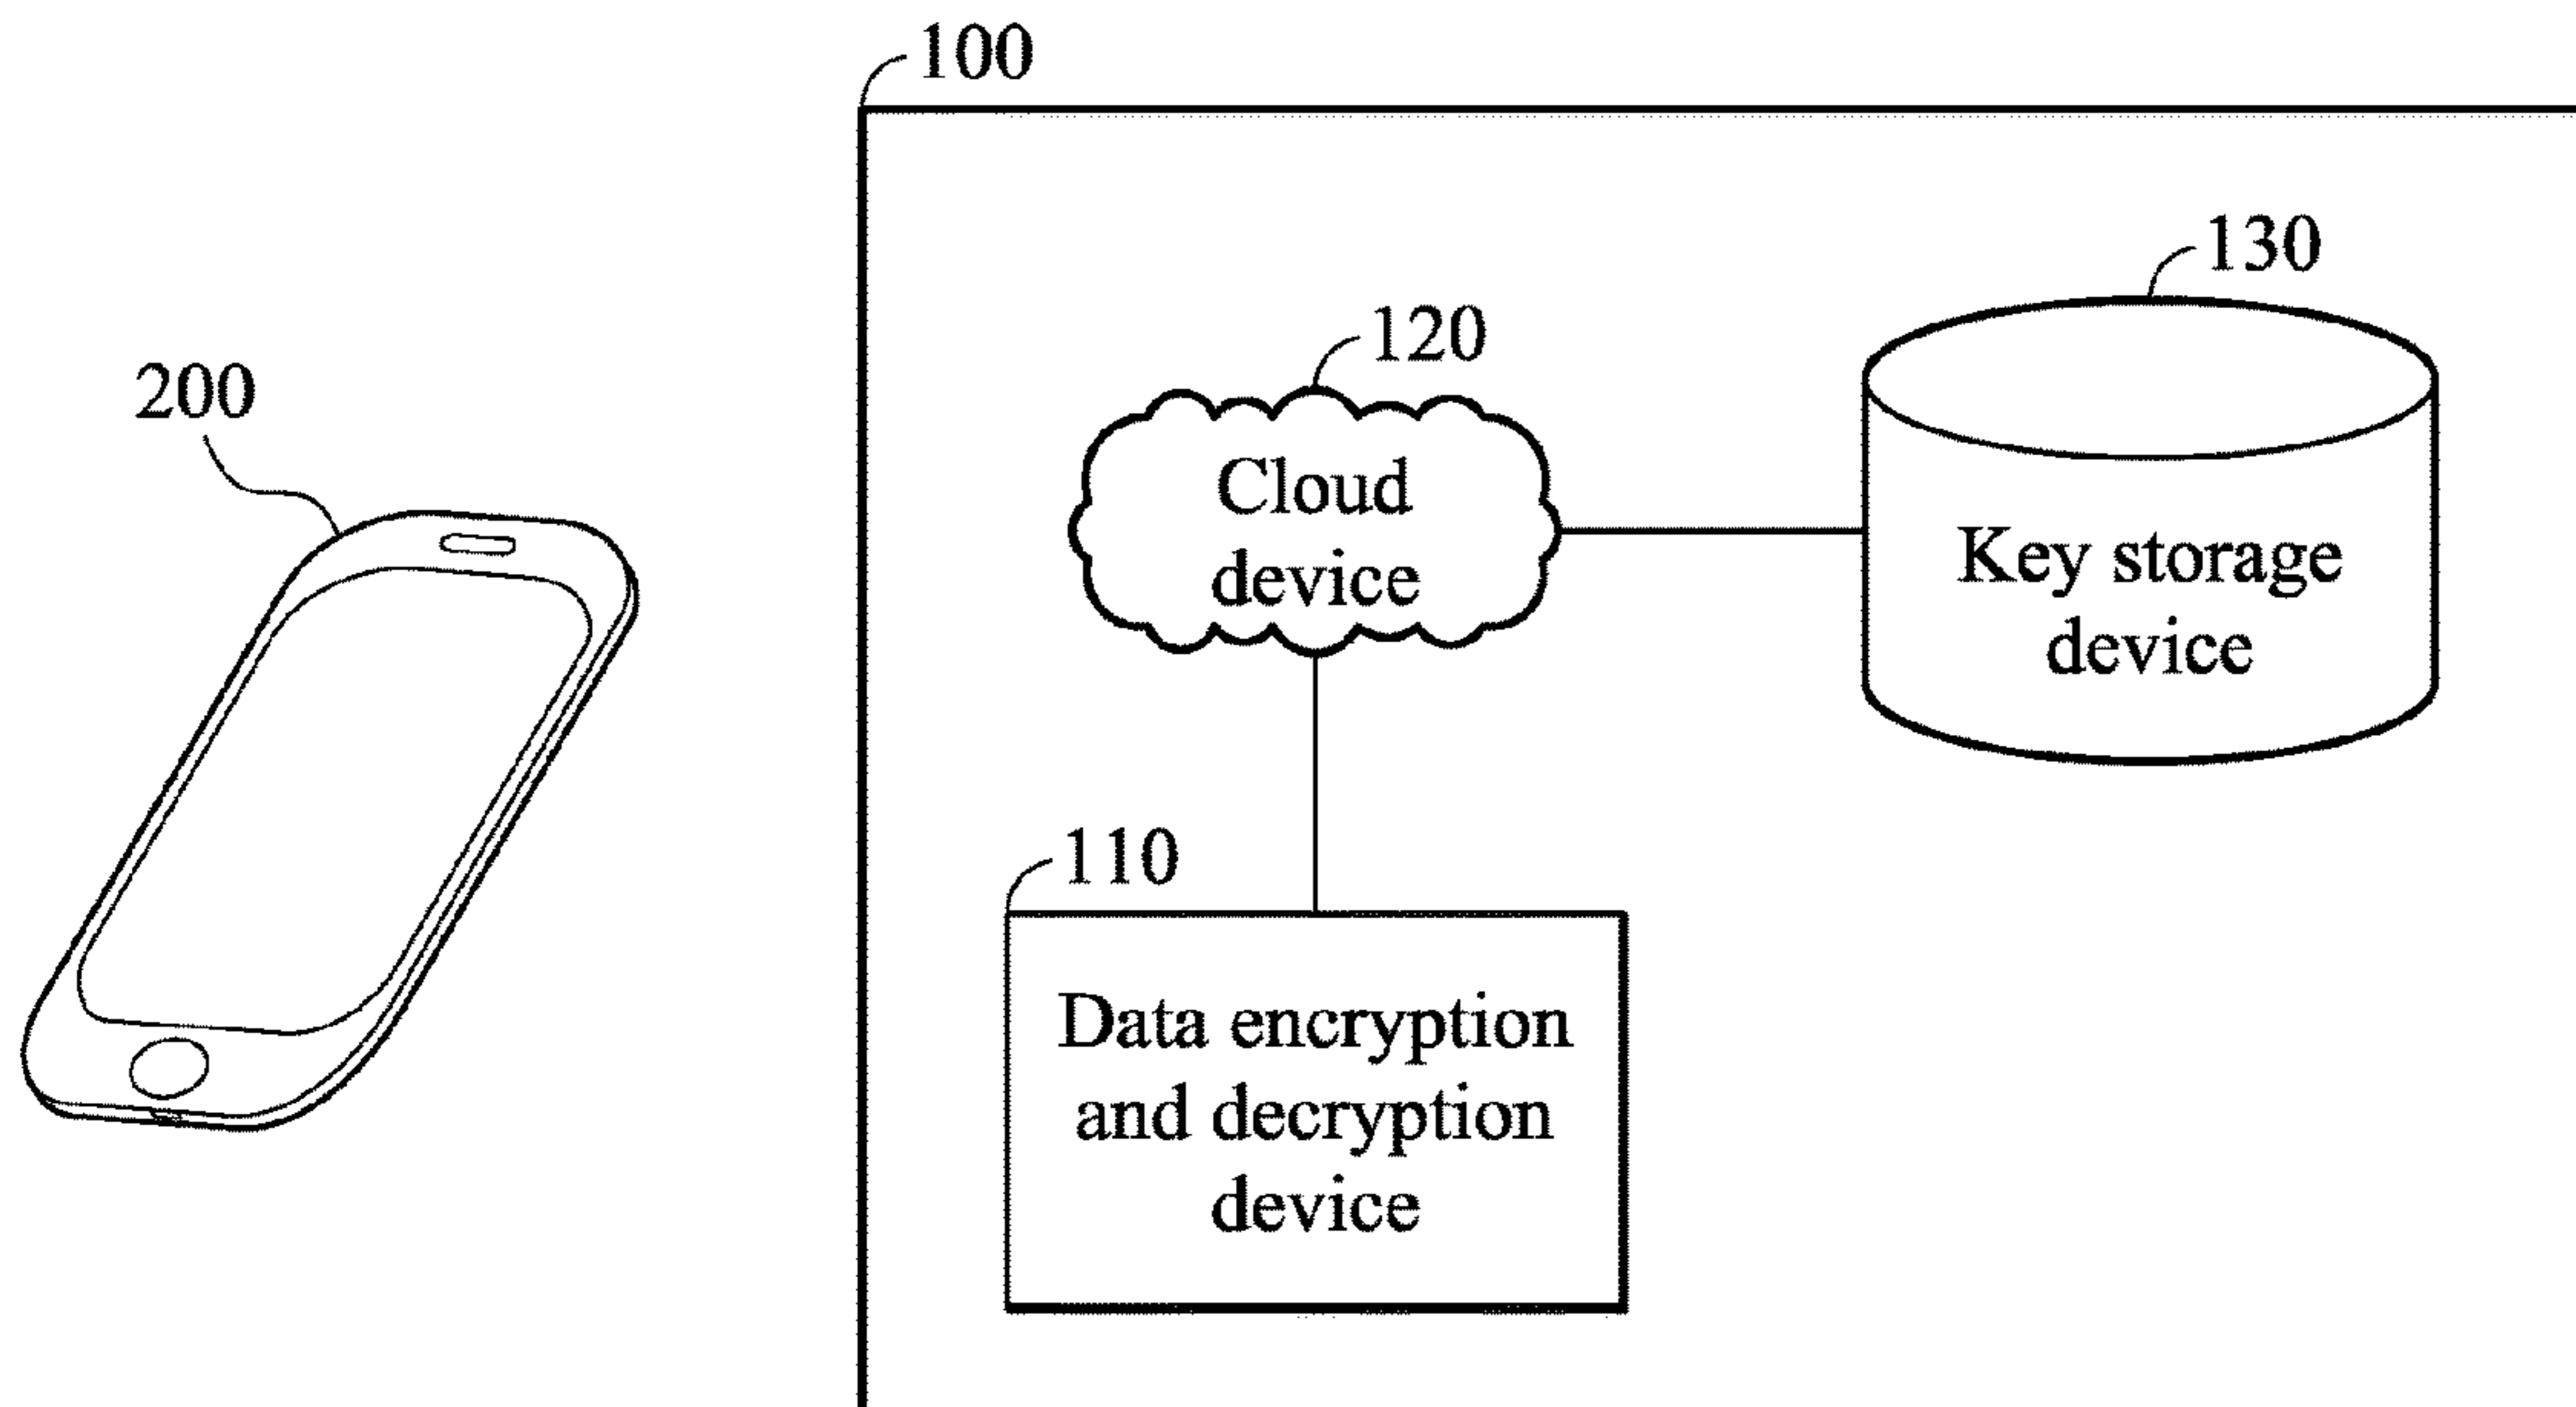 100
130
120
200
Cloud
device
Key storage
device
110
Data encryption
and decryption
device